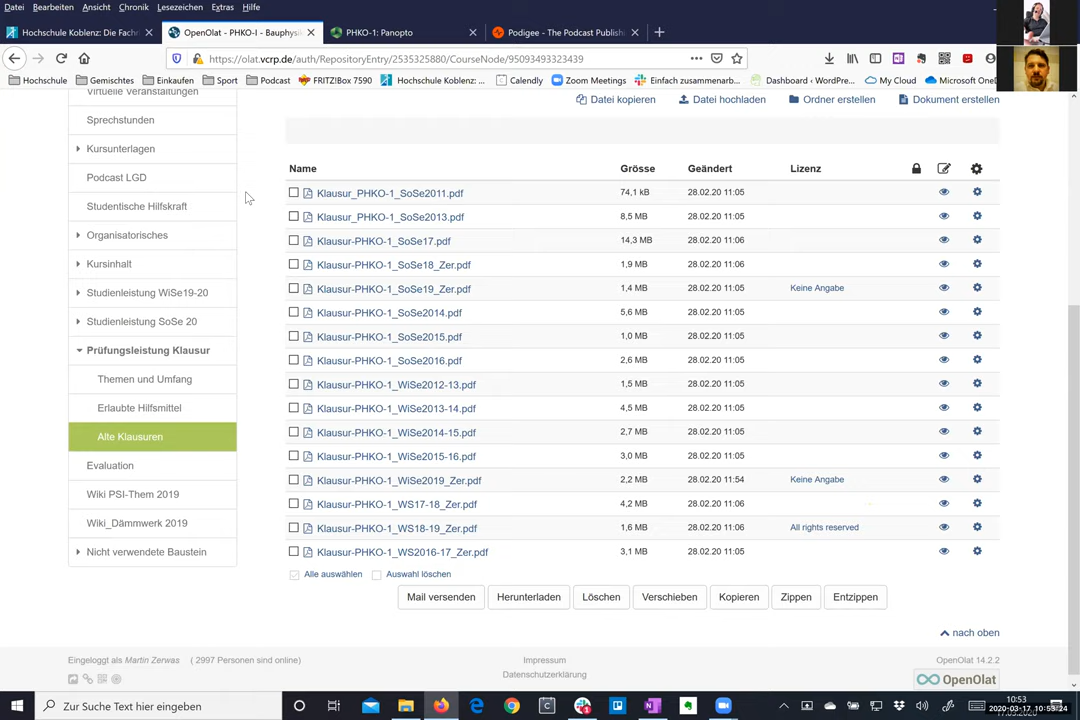 Datei Bearbeiten Ansicht Chronik Lesezeichen Extras Hilfe
Hochschule Koblenz: Die Fach OpenOlat - PHKO-I - Bauphysik PHKO-1: Panopto Podigee – The Podcast Publish
https://olat.vcrp.de/auth/RepositoryEntry/2535325880/CourseNode/95093493323439
Hochschule Gemischtes Einkaufen Sport Podcast FRITZ!Box 7590 Hochschule Koblenz:... Calendly Zoom Meetings Einfach zusammenarb... Dashboard ‹ WordPre... My Cloud Microsoft OneD
Virtuelle Veranstaltungen
Sprechstunden
Kursunterlagen
Podcast LGD
Studentische Hilfskraft
Organisatorisches
Kursinhalt
Studienleistung WiSe19-20
Studienleistung SoSe 20
Prüfungsleistung Klausur
Themen und Umfang
Erlaubte Hilfsmittel
Alte Klausuren
Evaluation
Wiki PSI-Them 2019
Wiki_Dämmwerk 2019
Nicht verwendete Baustein
Datei kopieren Datei hochladen Ordner erstellen Dokument erstellen
Name Grösse Geändert Lizenz
Klausur_PHKO-1_SoSe2011.pdf 74,1 kB 28.02.20 11:05
Klausur_PHKO-1_SoSe2013.pdf 8,5 MB 28.02.20 11:05
Klausur-PHKO-1_SoSe17.pdf 14,3 MB 28.02.20 11:06
Klausur-PHKO-1_SoSe18_Zer.pdf 1,9 MB 28.02.20 11:06
Klausur-PHKO-1_SoSe19_Zer.pdf 1,4 MB 28.02.20 11:05 Keine Angabe
Klausur-PHKO-1_SoSe2014.pdf 5,6 MB 28.02.20 11:05
Klausur-PHKO-1_SoSe2015.pdf 1,0 MB 28.02.20 11:05
Klausur-PHKO-1_SoSe2016.pdf 2,6 MB 28.02.20 11:05
Klausur-PHKO-1_WiSe2012-13.pdf 1,5 MB 28.02.20 11:05
Klausur-PHKO-1_WiSe2013-14.pdf 4,5 MB 28.02.20 11:05
Klausur-PHKO-1_WiSe2014-15.pdf 2,7 MB 28.02.20 11:05
Klausur-PHKO-1_WiSe2015-16.pdf 3,0 MB 28.02.20 11:05
Klausur-PHKO-1_WiSe2019_Zer.pdf 2,2 MB 28.02.20 11:54 Keine Angabe
Klausur-PHKO-1_WS17-18_Zer.pdf 4,2 MB 28.02.20 11:06
Klausur-PHKO-1_WS18-19_Zer.pdf 1,6 MB 28.02.20 11:06 All rights reserved
Klausur-PHKO-1_WS2016-17_Zer.pdf 3,1 MB 28.02.20 11:05
Alle auswählen Auswahl löschen
Mail versenden Herunterladen Löschen Verschieben Kopieren Zippen Entzippen
nach oben
Eingeloggt als Martin Zerwas ( 2997 Personen sind online) Impressum OpenOlat 14.2.2
Datenschutzerklärung
OpenOlat
Zur Suche Text hier eingeben
10:53
2020-03-17. 10:53:24